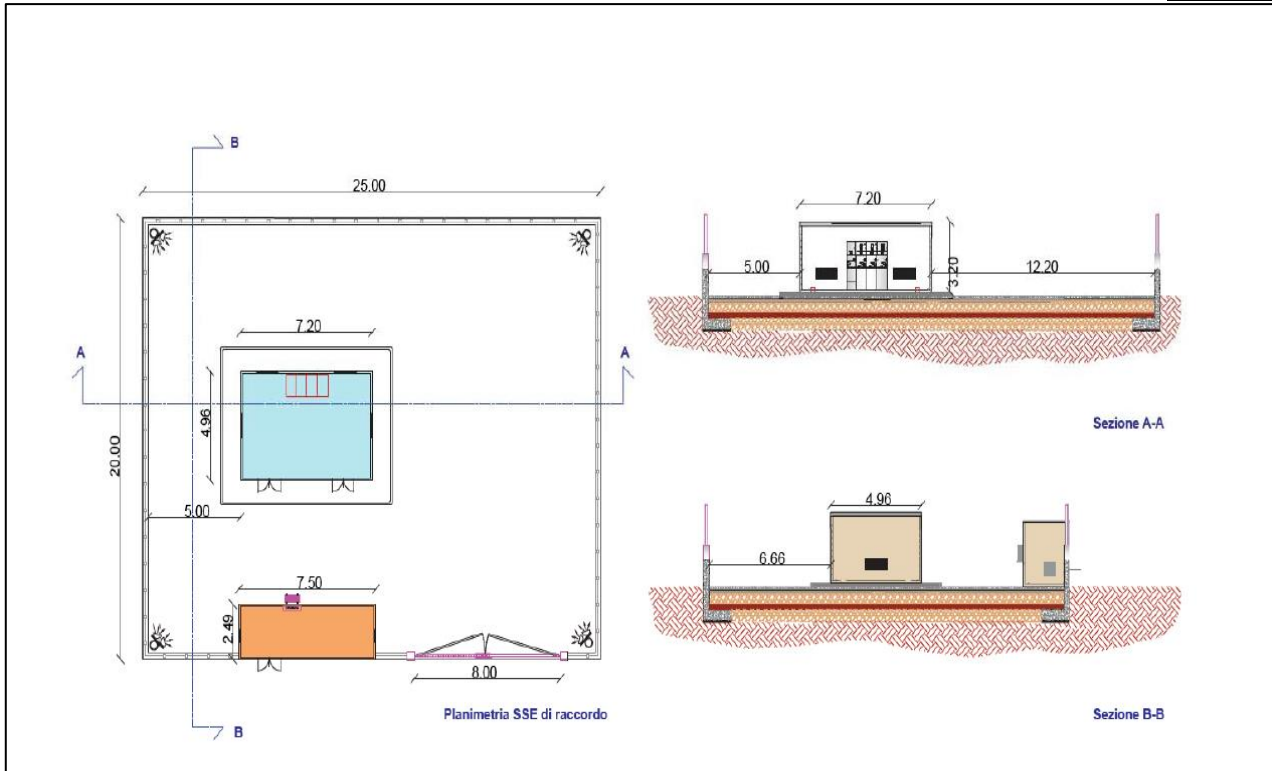 B
25.00
7.20
A
A
4.96
20.00
5.00
7.50
2.49
8.00
Planimetria SSE di raccordo
B
7.20
5.00
3.20
12.20
Sezione A-A
4.96
6.66
Sezione B-B